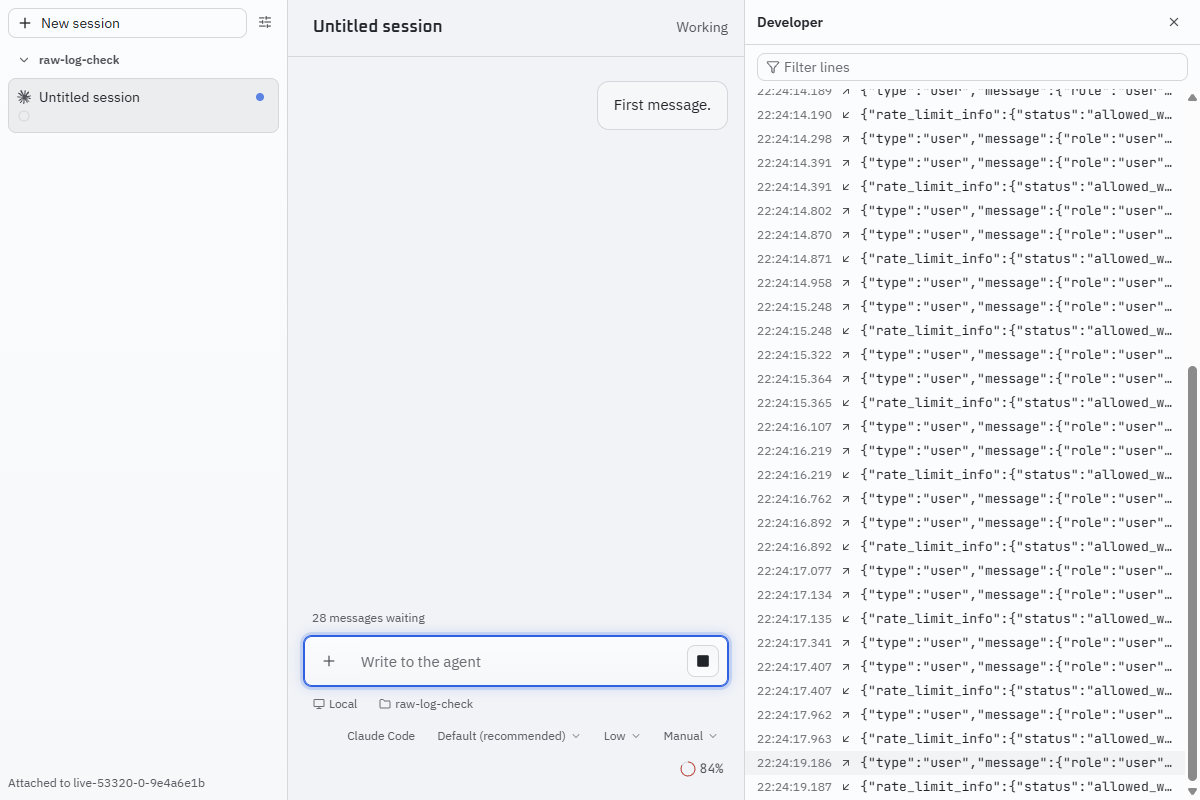 New session
raw-log-check
Untitled session
Attached to live-53320-0-9e4a6e1b
Untitled session
Working
First message.
28 messages waiting
Write to the agent
Local
raw-log-check
Claude Code
Default (recommended)
Low
Manual
84%
Developer
Filter lines
22:24:14.189 {"type":"user","message":{"role":"user"…
22:24:14.190 {"rate_limit_info":{"status":"allowed_w…
22:24:14.298 {"type":"user","message":{"role":"user"…
22:24:14.391 {"type":"user","message":{"role":"user"…
22:24:14.391 {"rate_limit_info":{"status":"allowed_w…
22:24:14.802 {"type":"user","message":{"role":"user"…
22:24:14.870 {"type":"user","message":{"role":"user"…
22:24:14.871 {"rate_limit_info":{"status":"allowed_w…
22:24:14.958 {"type":"user","message":{"role":"user"…
22:24:15.248 {"type":"user","message":{"role":"user"…
22:24:15.248 {"rate_limit_info":{"status":"allowed_w…
22:24:15.322 {"type":"user","message":{"role":"user"…
22:24:15.364 {"type":"user","message":{"role":"user"…
22:24:15.365 {"rate_limit_info":{"status":"allowed_w…
22:24:16.107 {"type":"user","message":{"role":"user"…
22:24:16.219 {"type":"user","message":{"role":"user"…
22:24:16.219 {"rate_limit_info":{"status":"allowed_w…
22:24:16.762 {"type":"user","message":{"role":"user"…
22:24:16.892 {"type":"user","message":{"role":"user"…
22:24:16.892 {"rate_limit_info":{"status":"allowed_w…
22:24:17.077 {"type":"user","message":{"role":"user"…
22:24:17.134 {"type":"user","message":{"role":"user"…
22:24:17.135 {"rate_limit_info":{"status":"allowed_w…
22:24:17.341 {"type":"user","message":{"role":"user"…
22:24:17.407 {"type":"user","message":{"role":"user"…
22:24:17.407 {"rate_limit_info":{"status":"allowed_w…
22:24:17.962 {"type":"user","message":{"role":"user"…
22:24:17.963 {"rate_limit_info":{"status":"allowed_w…
22:24:19.186 {"type":"user","message":{"role":"user"…
22:24:19.187 {"rate_limit_info":{"status":"allowed_w…